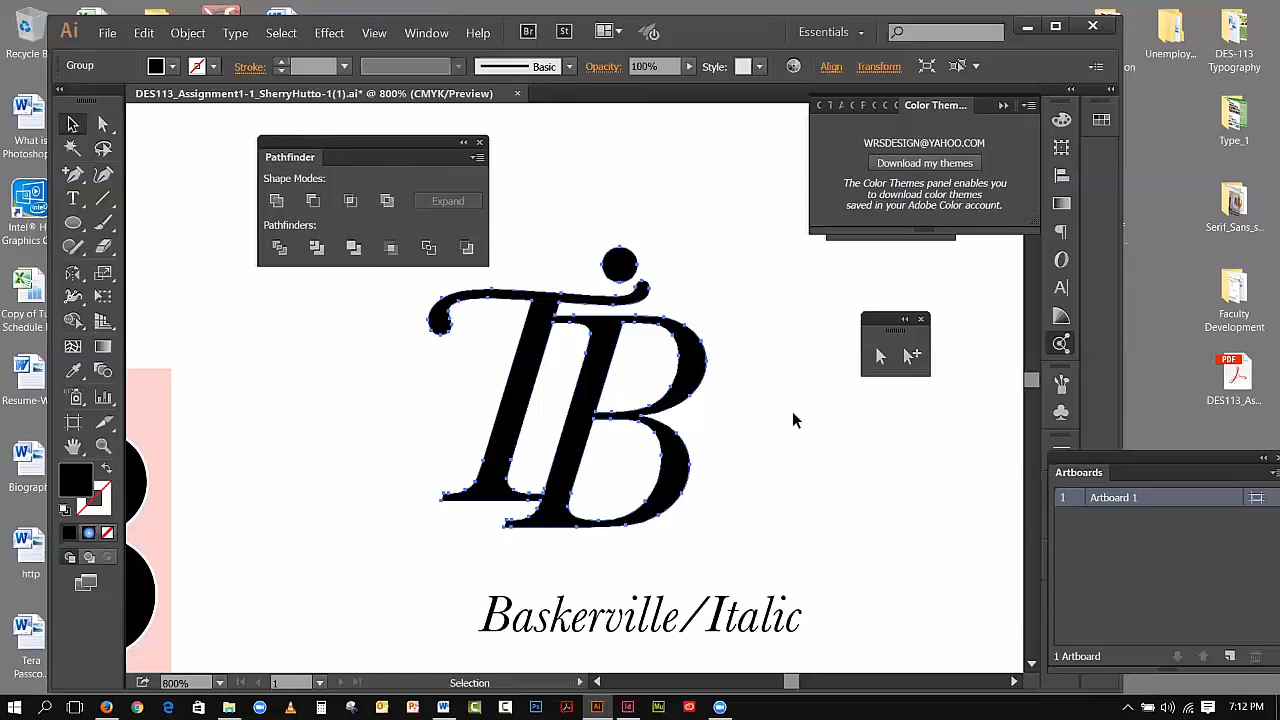 Recycle B
Ai
File
Edit
Object
Type
Select
Effect
View
Window
Help
Br
St
Essentials
Unemploy...
DES-113
Typography
Group
Stroke:
Basic
Opacity:
100%
Style:
Align
Transform
DES113_Assignment1-1_SherryHutto-1(1).ai* @ 800% (CMYK/Preview)
Color Them...
Type_1
What is
Photoshop
Pathfinder
Shape Modes:
Expand
Pathfinders:
WRSDESIGN@YAHOO.COM
Download my themes
The Color Themes panel enables you
to download color themes
saved in your Adobe Color account.
Intel® H
Graphics C
Serif_Sans_s...
Copy of T
Schedule
Faculty
Development
Resume-W
DES113_As...
TB
Biograph
Artboards
1
Artboard 1
http
Baskerville/Italic
Tera
Passco..
1 Artboard
800%
1
Selection
7:12 PM